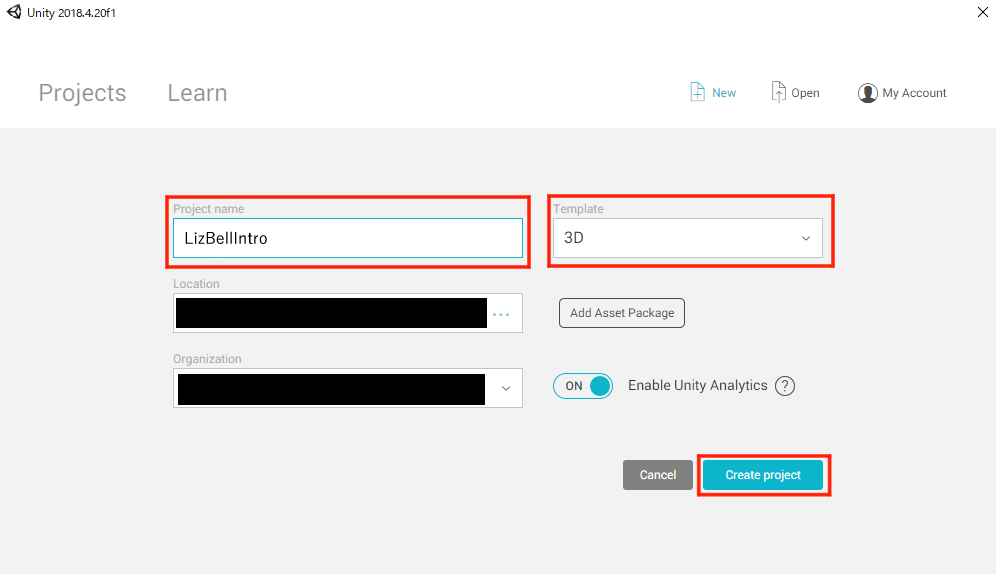 Unity 2018.4.20f1
Projects Learn New Open My Account
Project name Template
LizBellIntro 3D
Location
Add Asset Package
Organization
ON Enable Unity Analytics ?
Cancel Create project